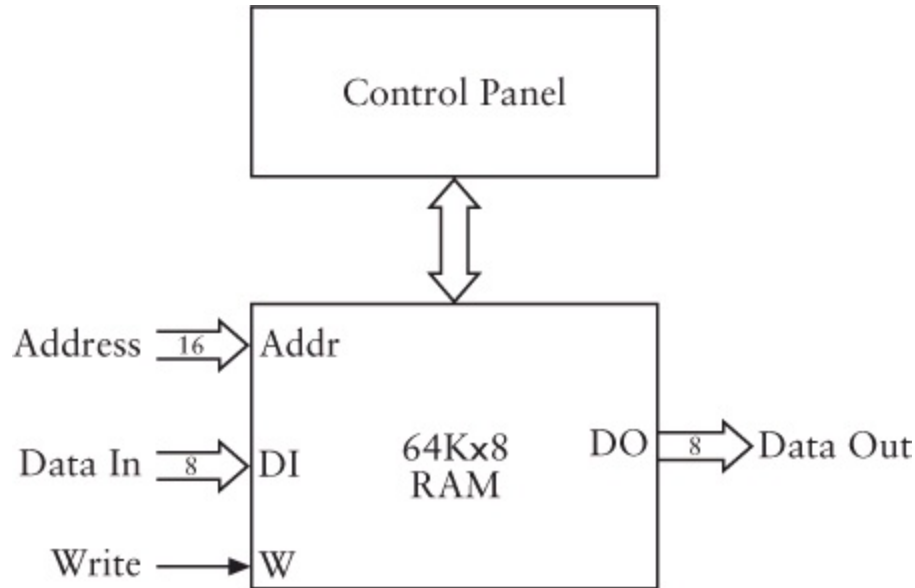 Control Panel
Address 16 Addr
Data In 8 DI
64Kx8
RAM
DO 8 Data Out
Write W